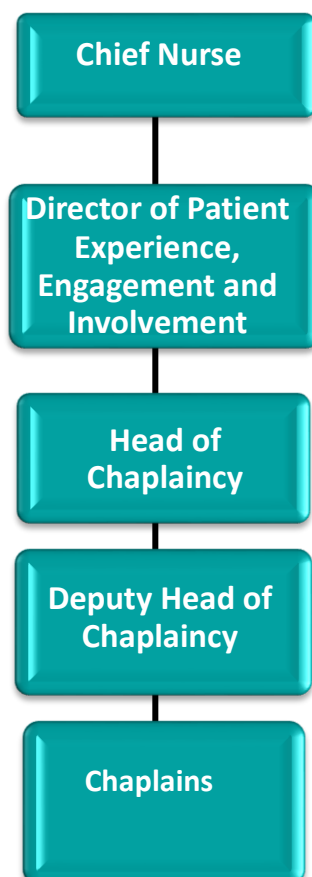 Chief Nurse
Director of Patient
Experience,
Engagement and
Involvement
Head of
Chaplaincy
Deputy Head of
Chaplaincy
Chaplains